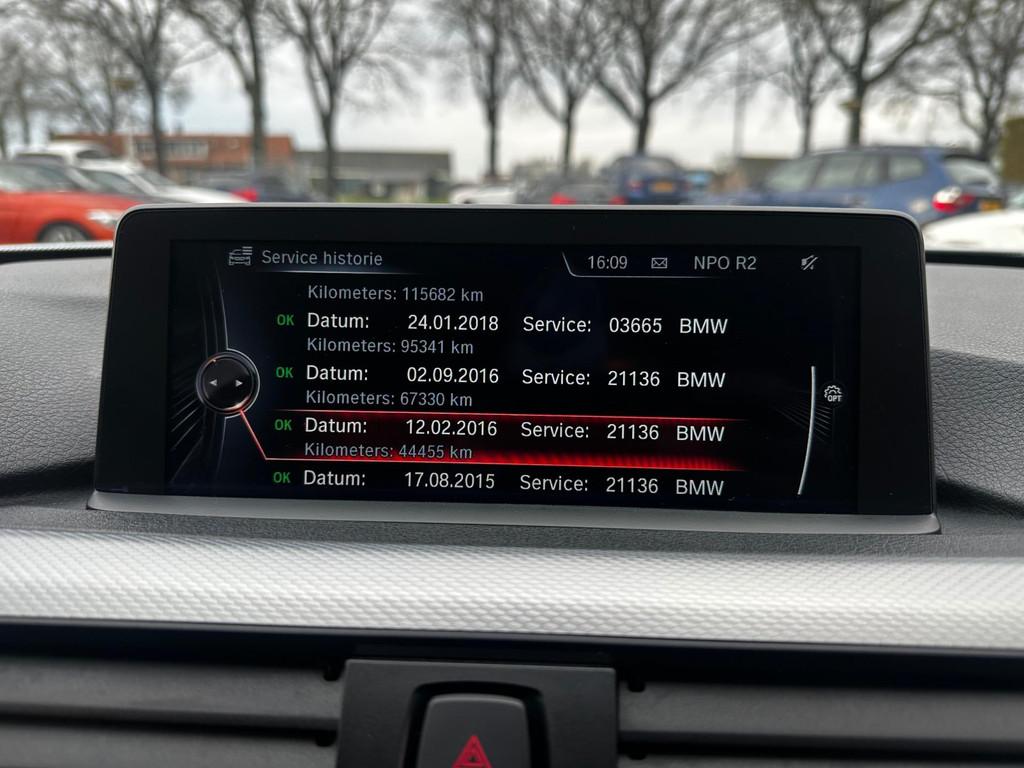 Service historie 16:09 NPO R2
Kilometers: 115682 km
OK Datum: 24.01.2018 Service: 03665 BMW
Kilometers: 95341 km
OK Datum: 02.09.2016 Service: 21136 BMW
Kilometers: 67330 km
OK Datum: 12.02.2016 Service: 21136 BMW
Kilometers: 44455 km
OK Datum: 17.08.2015 Service: 21136 BMW
OPT